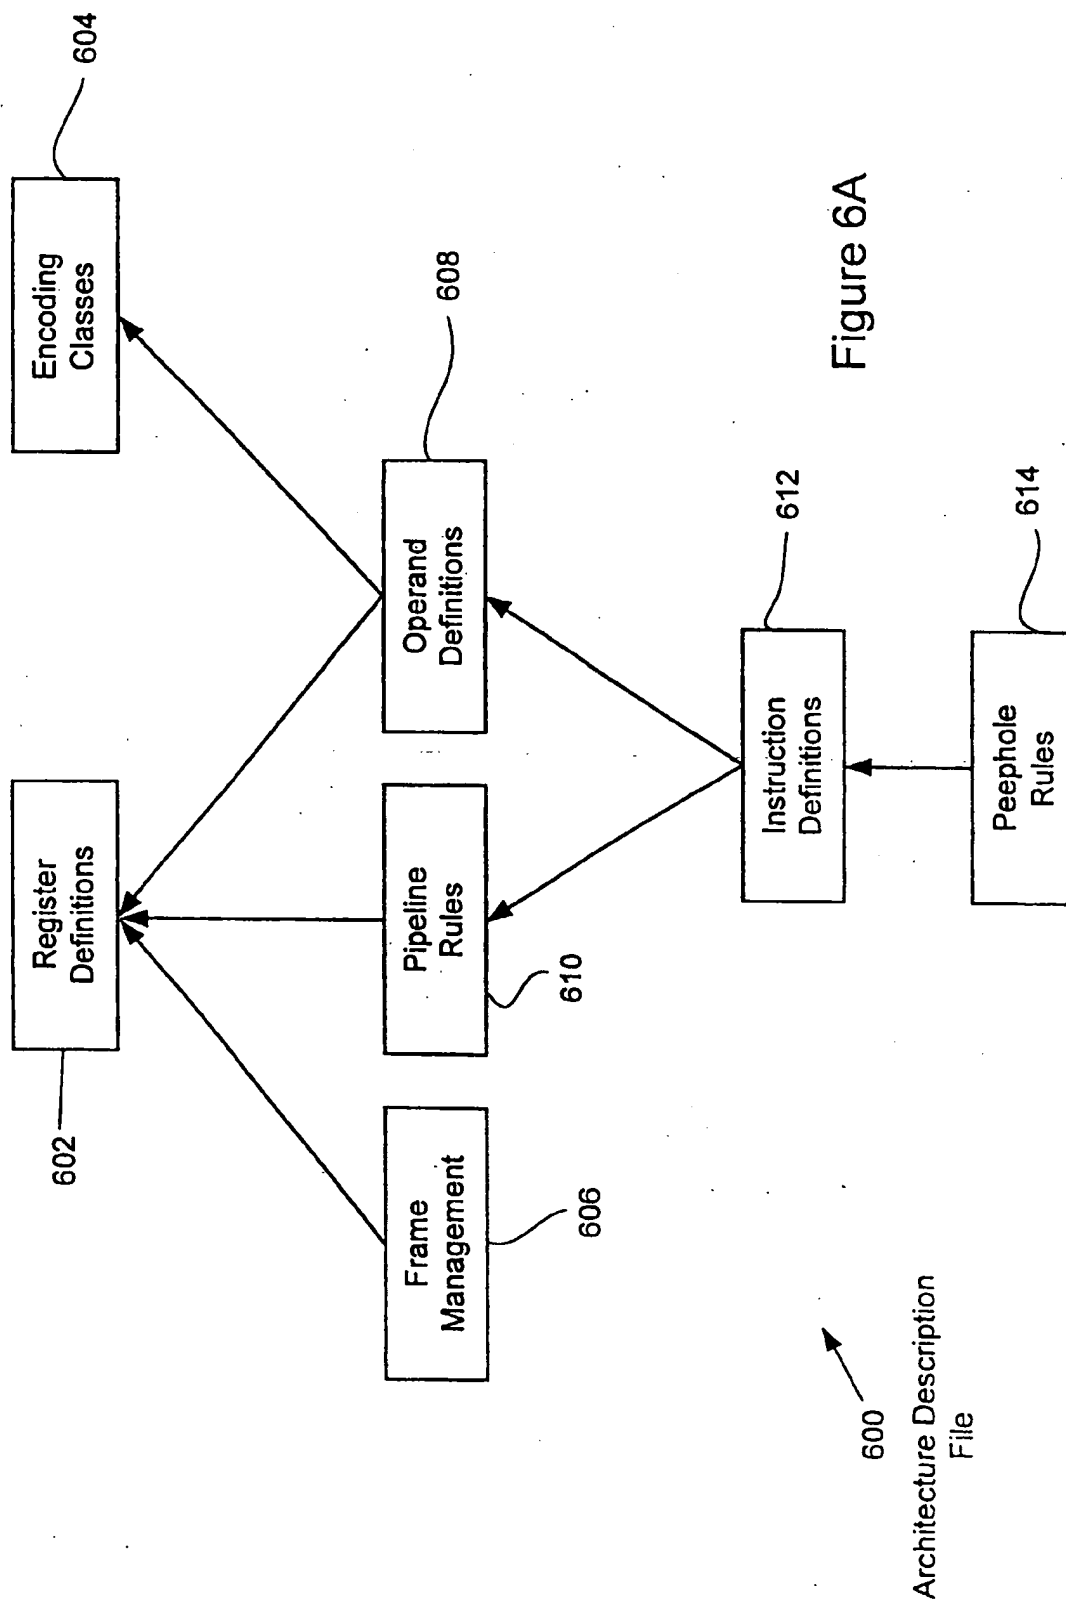 602
Register
Definitions
Encoding
Classes
604
Frame
Management
606
Pipeline
Rules
610
Operand
Definitions
608
Instruction
Definitions
612
Peephole
Rules
614
600
Architecture Description
File
Figure 6A